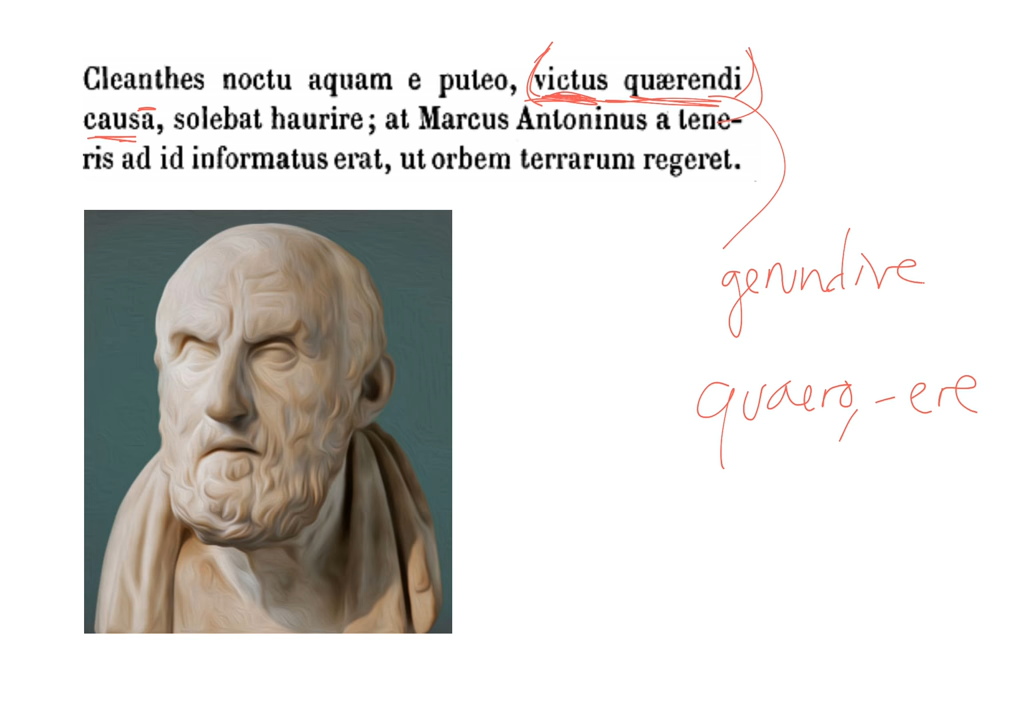 Cleanthes noctu aquam e puteo, victus quærendi
causā, solebat haurire; at Marcus Antoninus a tene-
ris ad id informatus erat, ut orbem terrarum regeret.
gerundive
quaero, -ere